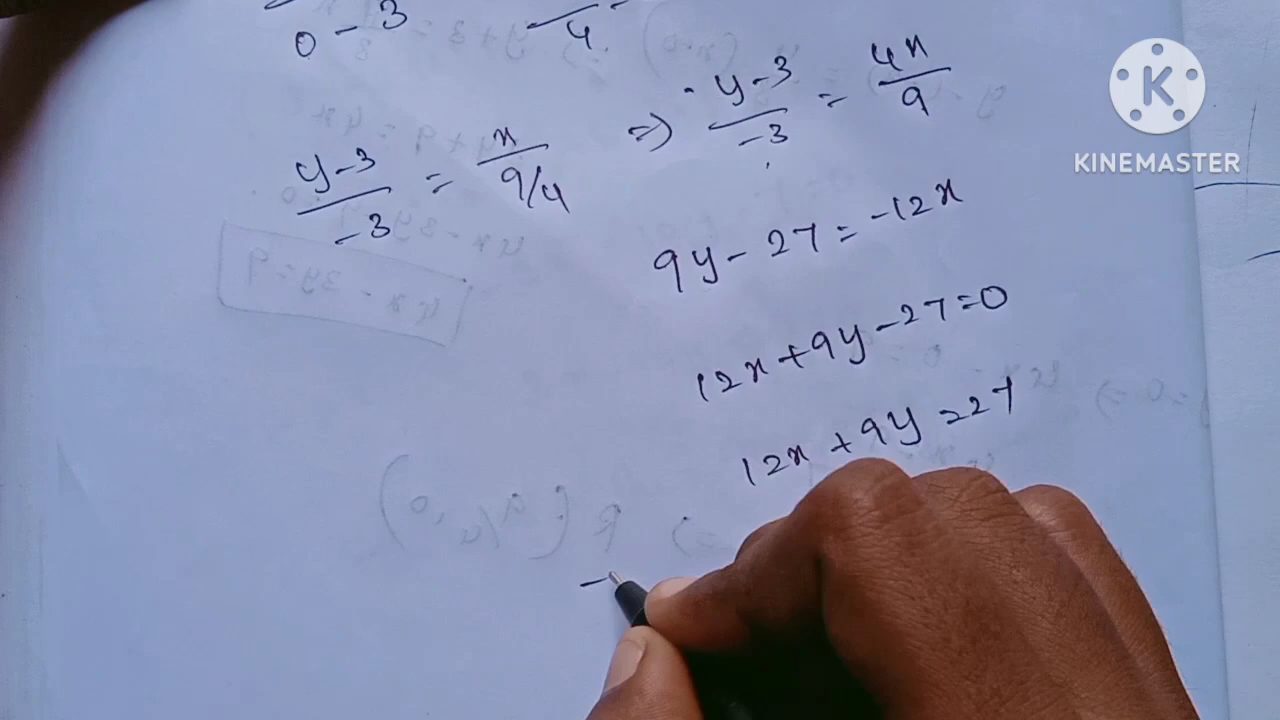 0 - 3
4
y-3/-3 = x/9/4 => y-3/-3 = 4x/9
9y - 27 = -12x
12x + 9y - 27 = 0
12x + 9y = 27
KINEMASTER